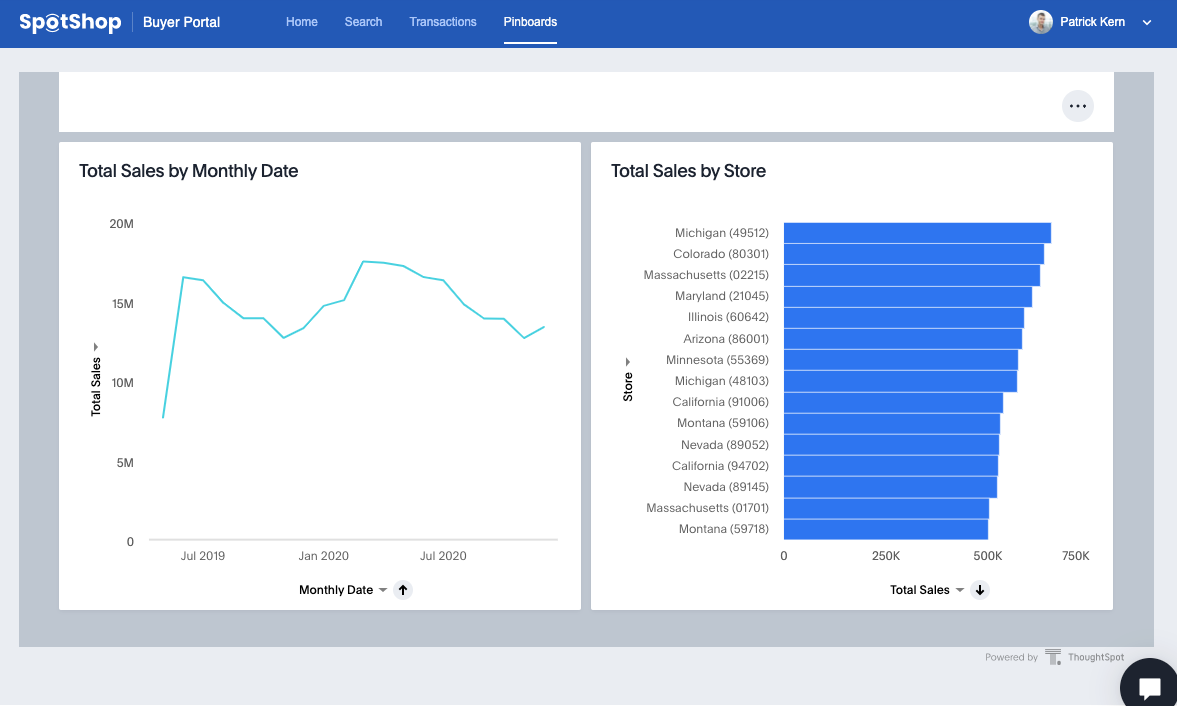 SpotShop
Buyer Portal
Home
Search
Transactions
Pinboards
Patrick Kern
Total Sales by Monthly Date
20M
15M
10M
5M
0
Total Sales
Jul 2019
Jan 2020
Jul 2020
Monthly Date
Total Sales by Store
Store
Michigan (49512)
Colorado (80301)
Massachusetts (02215)
Maryland (21045)
Illinois (60642)
Arizona (86001)
Minnesota (55369)
Michigan (48103)
California (91006)
Montana (59106)
Nevada (89052)
California (94702)
Nevada (89145)
Massachusetts (01701)
Montana (59718)
0
250K
500K
750K
Total Sales
Powered by
ThoughtSpot